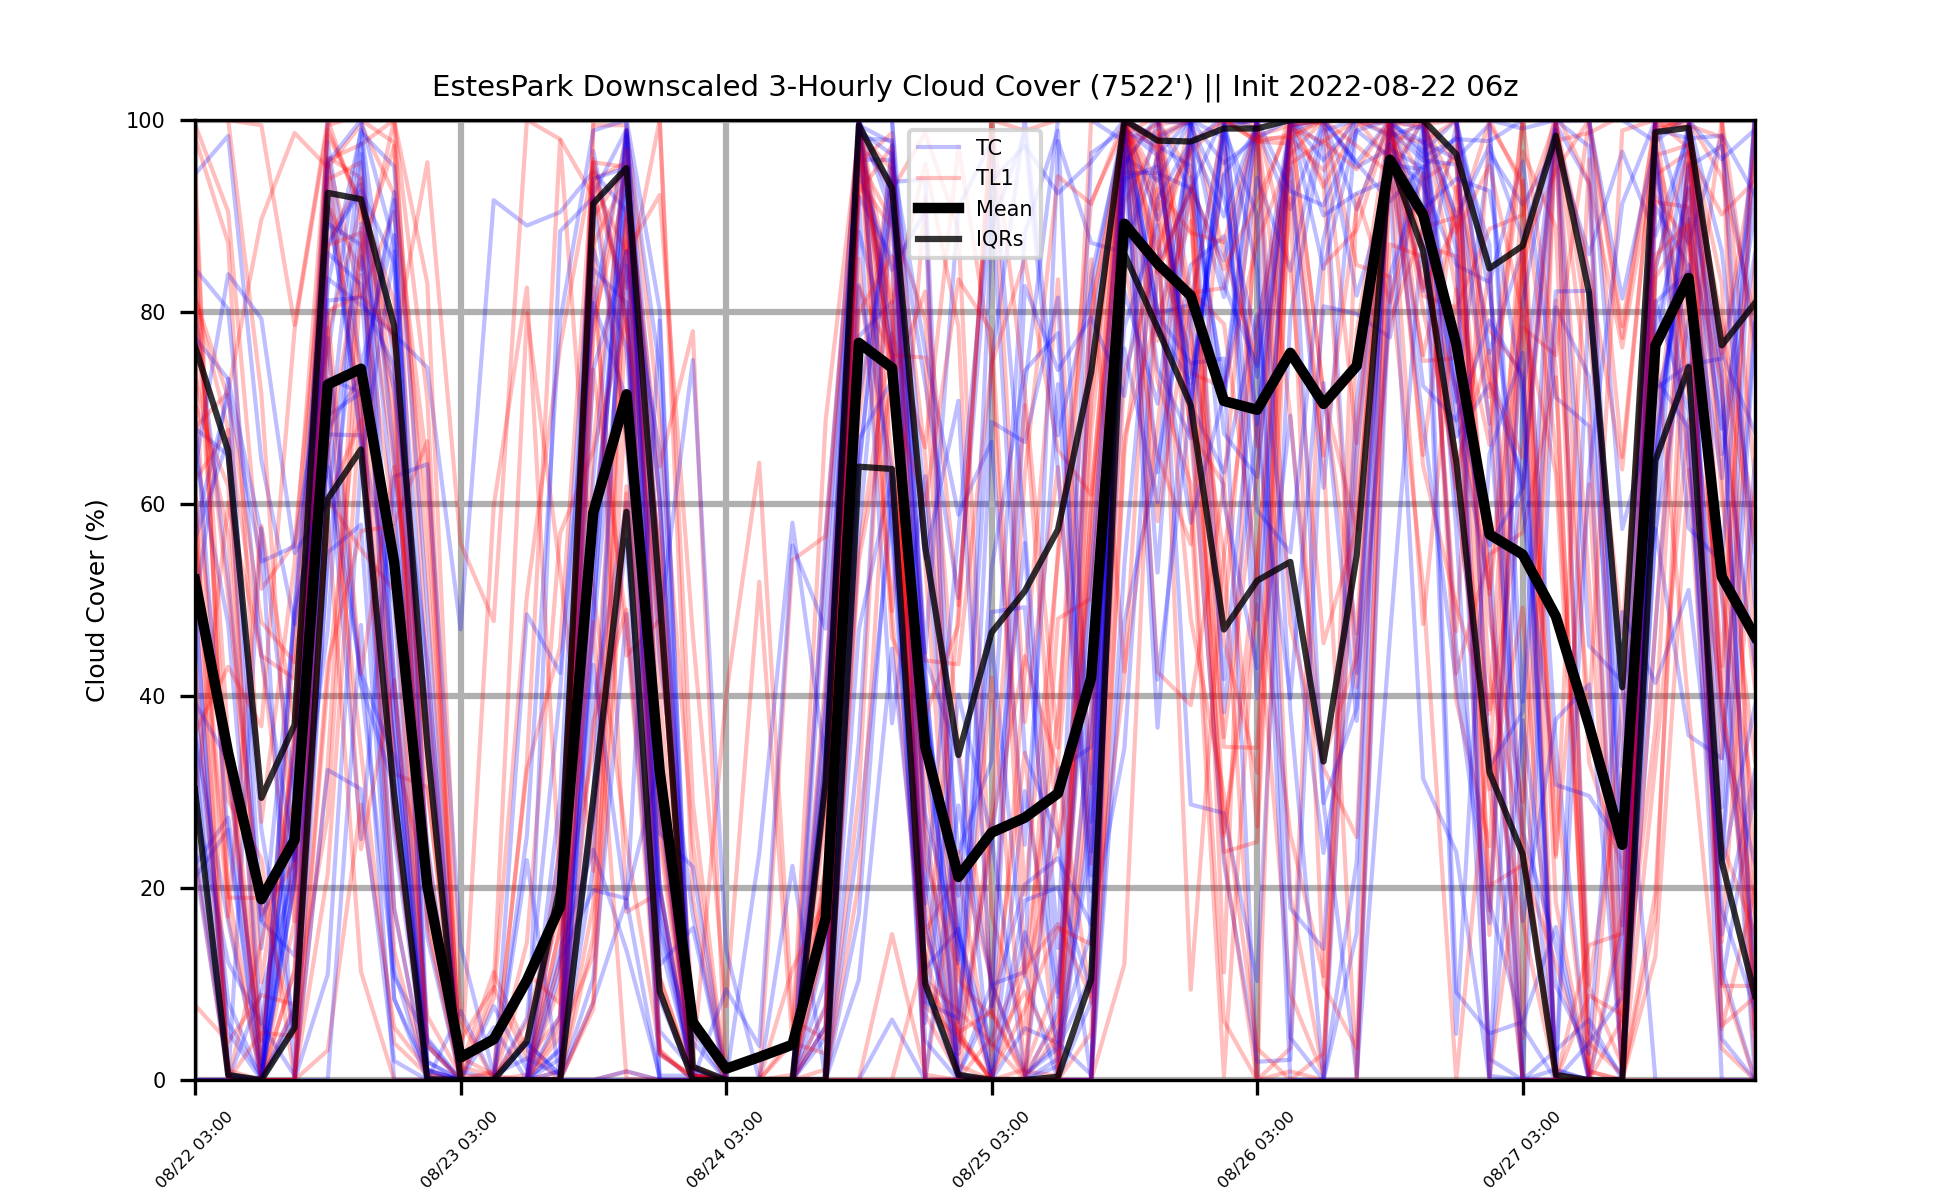 EstesPark Downscaled 3-Hourly Cloud Cover (7522') || Init 2022-08-22 06z
TC
TL1
Mean
IQRs
Cloud Cover (%)
100
80
60
40
20
0
08/22 03:00
08/23 03:00
08/24 03:00
08/25 03:00
08/26 03:00
08/27 03:00